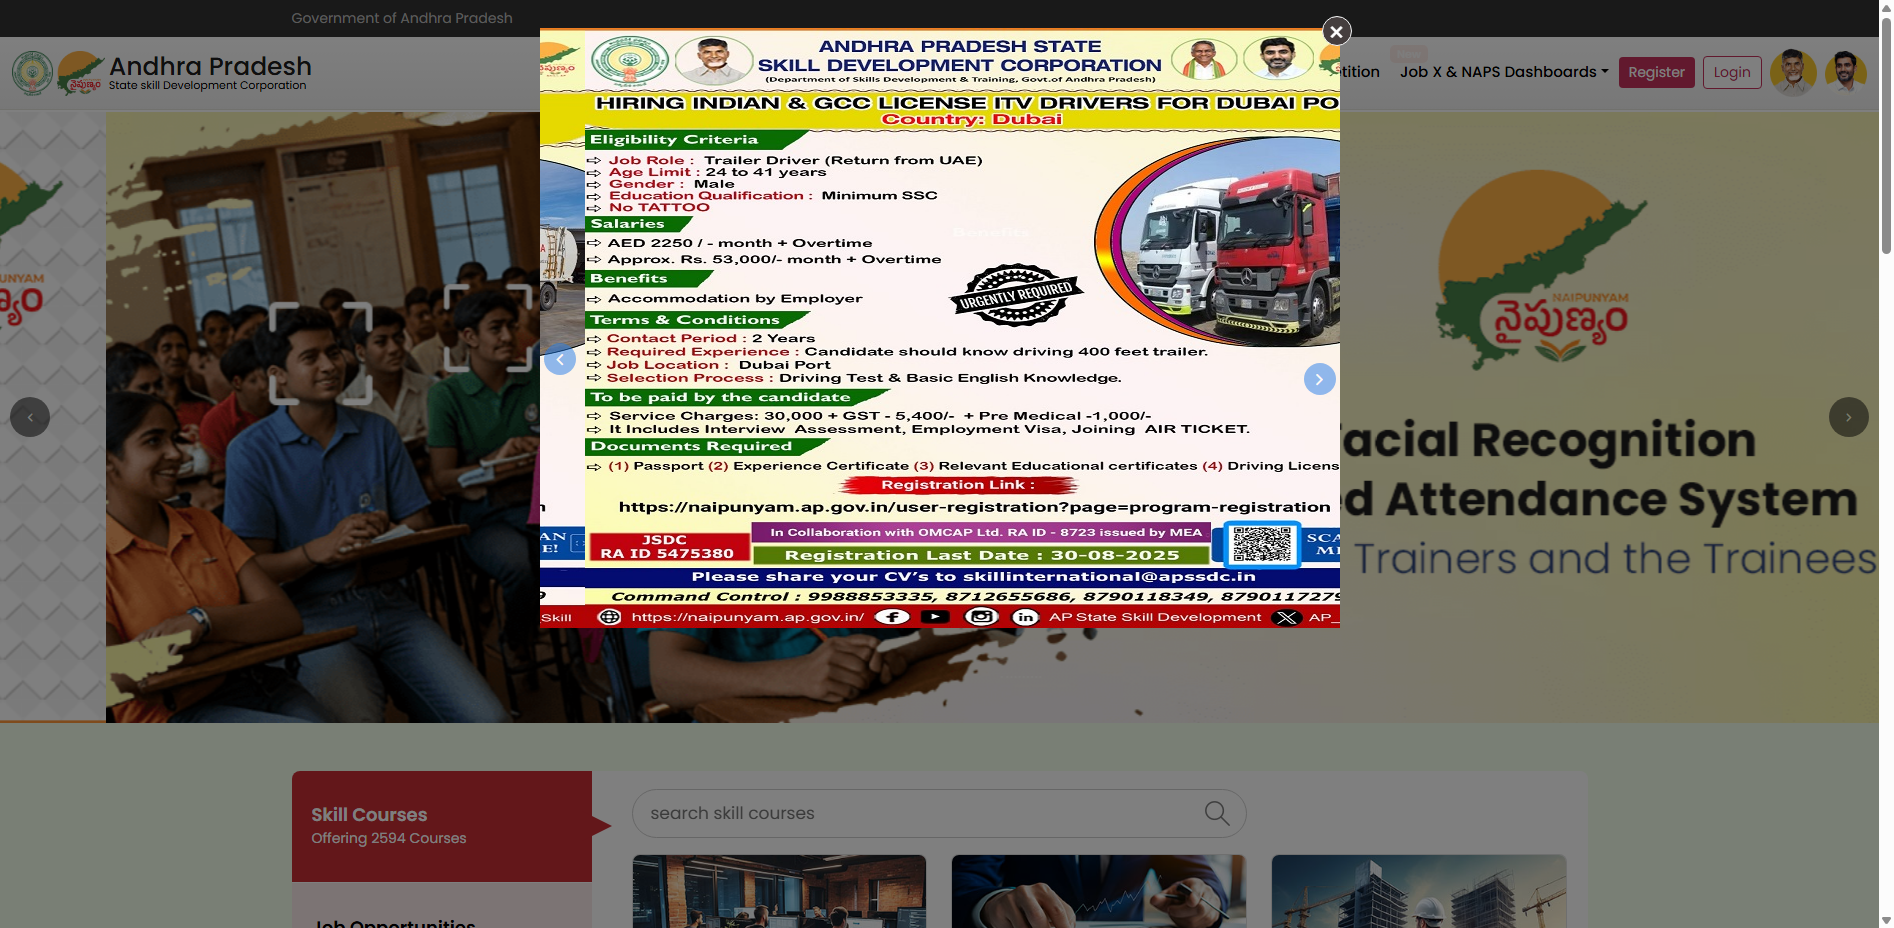 Government of Andhra Pradesh
Andhra Pradesh
State skill Development Corporation
tition
Job X & NAPS Dashboards
Register
Login
ANDHRA PRADESH STATE
SKILL DEVELOPMENT CORPORATION
(Department of Skills Development & Training, Govt.of Andhra Pradesh)
HIRING INDIAN & GCC LICENSE ITV DRIVERS FOR DUBAI PO
Country: Dubai
Eligibility Criteria
⇨ Job Role : Trailer Driver (Return from UAE)
⇨ Age Limit : 24 to 41 years
⇨ Gender : Male
⇨ Education Qualification : Minimum SSC
⇨ No TATTOO
Salaries
⇨ AED 2250 / - month + Overtime
⇨ Approx. Rs. 53,000/- month + Overtime
Benefits
Benefits
⇨ Accommodation by Employer
URGENTLY REQUIRED
Terms & Conditions
⇨ Contact Period : 2 Years
⇨ Required Experience : Candidate should know driving 400 feet trailer.
⇨ Job Location : Dubai Port
⇨ Selection Process : Driving Test & Basic English Knowledge.
To be paid by the candidate
⇨ Service Charges: 30,000 + GST - 5,400/- + Pre Medical -1,000/-
⇨ It Includes Interview Assessment, Employment Visa, Joining AIR TICKET.
Documents Required
⇨ (1) Passport (2) Experience Certificate (3) Relevant Educational certificates (4) Driving Licens
Registration Link :
https://naipunyam.ap.gov.in/user-registration?page=program-registration
JSDC
RA ID 5475380
In Collaboration with OMCAP Ltd. RA ID - 8723 issued by MEA
Registration Last Date : 30-08-2025
AN
E!
SCA
ME
Please share your CV's to skillinternational@apssdc.in
9
Command Control : 9988853335, 8712655686, 8790118349, 8790117279
Skill
https://naipunyam.ap.gov.in/
AP State Skill Development
AP_
UNYAM
NAIPUNYAM
నైపుణ్యం
acial Recognition
d Attendance System
Trainers and the Trainees
Skill Courses
Offering 2594 Courses
search skill courses
Job Opportunities